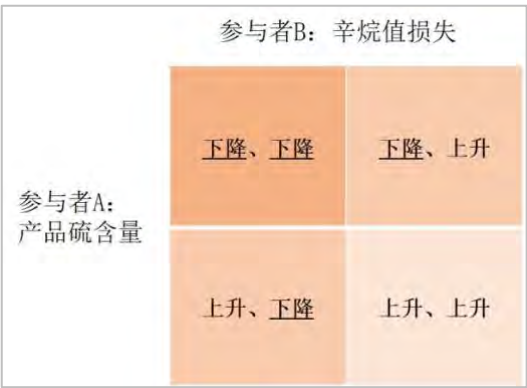 参与者B：辛烷值损失
下降、下降
下降、上升
参与者A：
产品硫含量
上升、下降
上升、上升